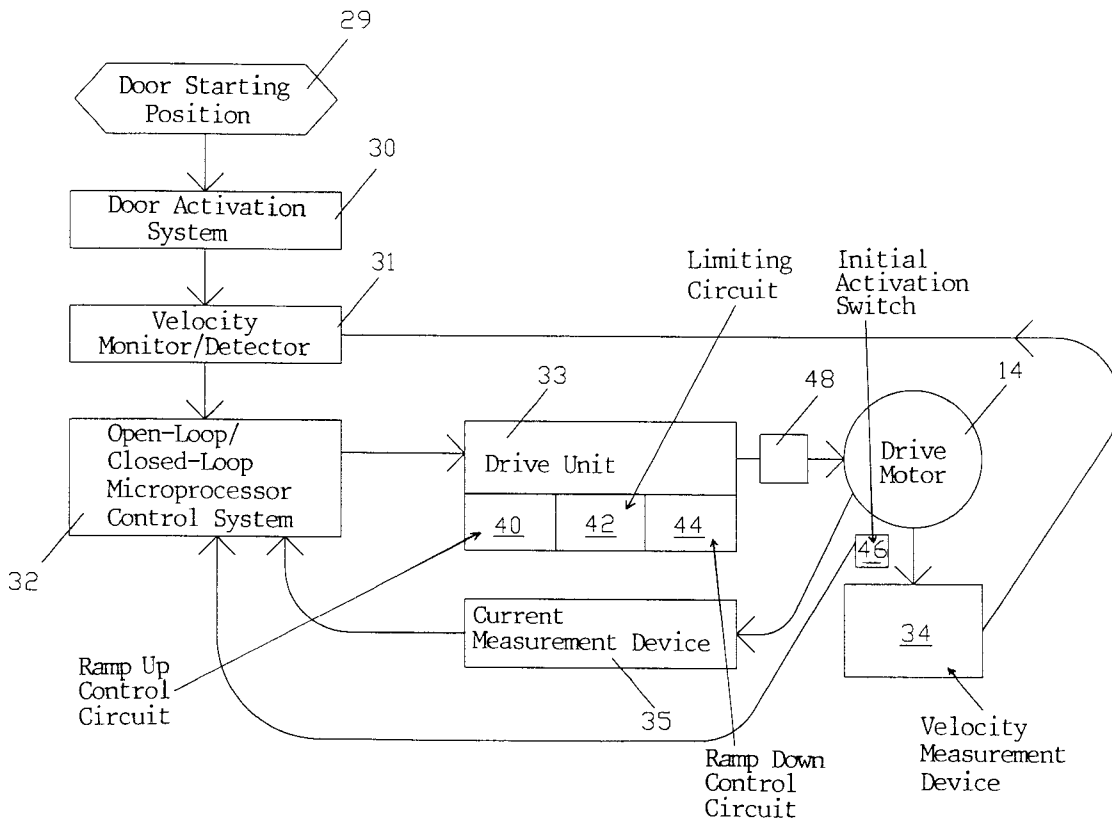 29
Door Starting
Position
30
Door Activation
System
31
Velocity
Monitor/Detector
Limiting
Circuit
Initial
Activation
Switch
33
48
14
Open-Loop/
Closed-Loop
Microprocessor
Control System
32
Drive Unit
40
42
44
Drive
Motor
46
34
Current
Measurement Device
35
Ramp Up
Control
Circuit
Ramp Down
Control
Circuit
Velocity
Measurement
Device